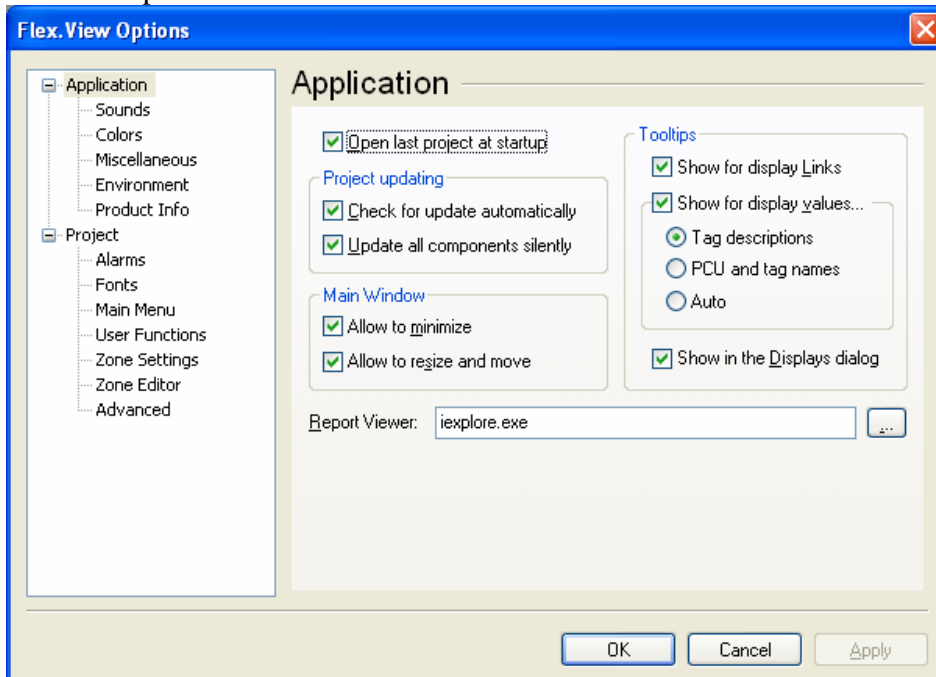 Flex.View Options
Application
Sounds
Colors
Miscellaneous
Environment
Product Info
Project
Alarms
Fonts
Main Menu
User Functions
Zone Settings
Zone Editor
Advanced
Application
Open last project at startup
Project updating
Check for update automatically
Update all components silently
Main Window
Allow to minimize
Allow to resize and move
Tooltips
Show for display Links
Show for display values...
Tag descriptions
PCU and tag names
Auto
Show in the Displays dialog
Report Viewer: iexplore.exe ...
OK Cancel Apply